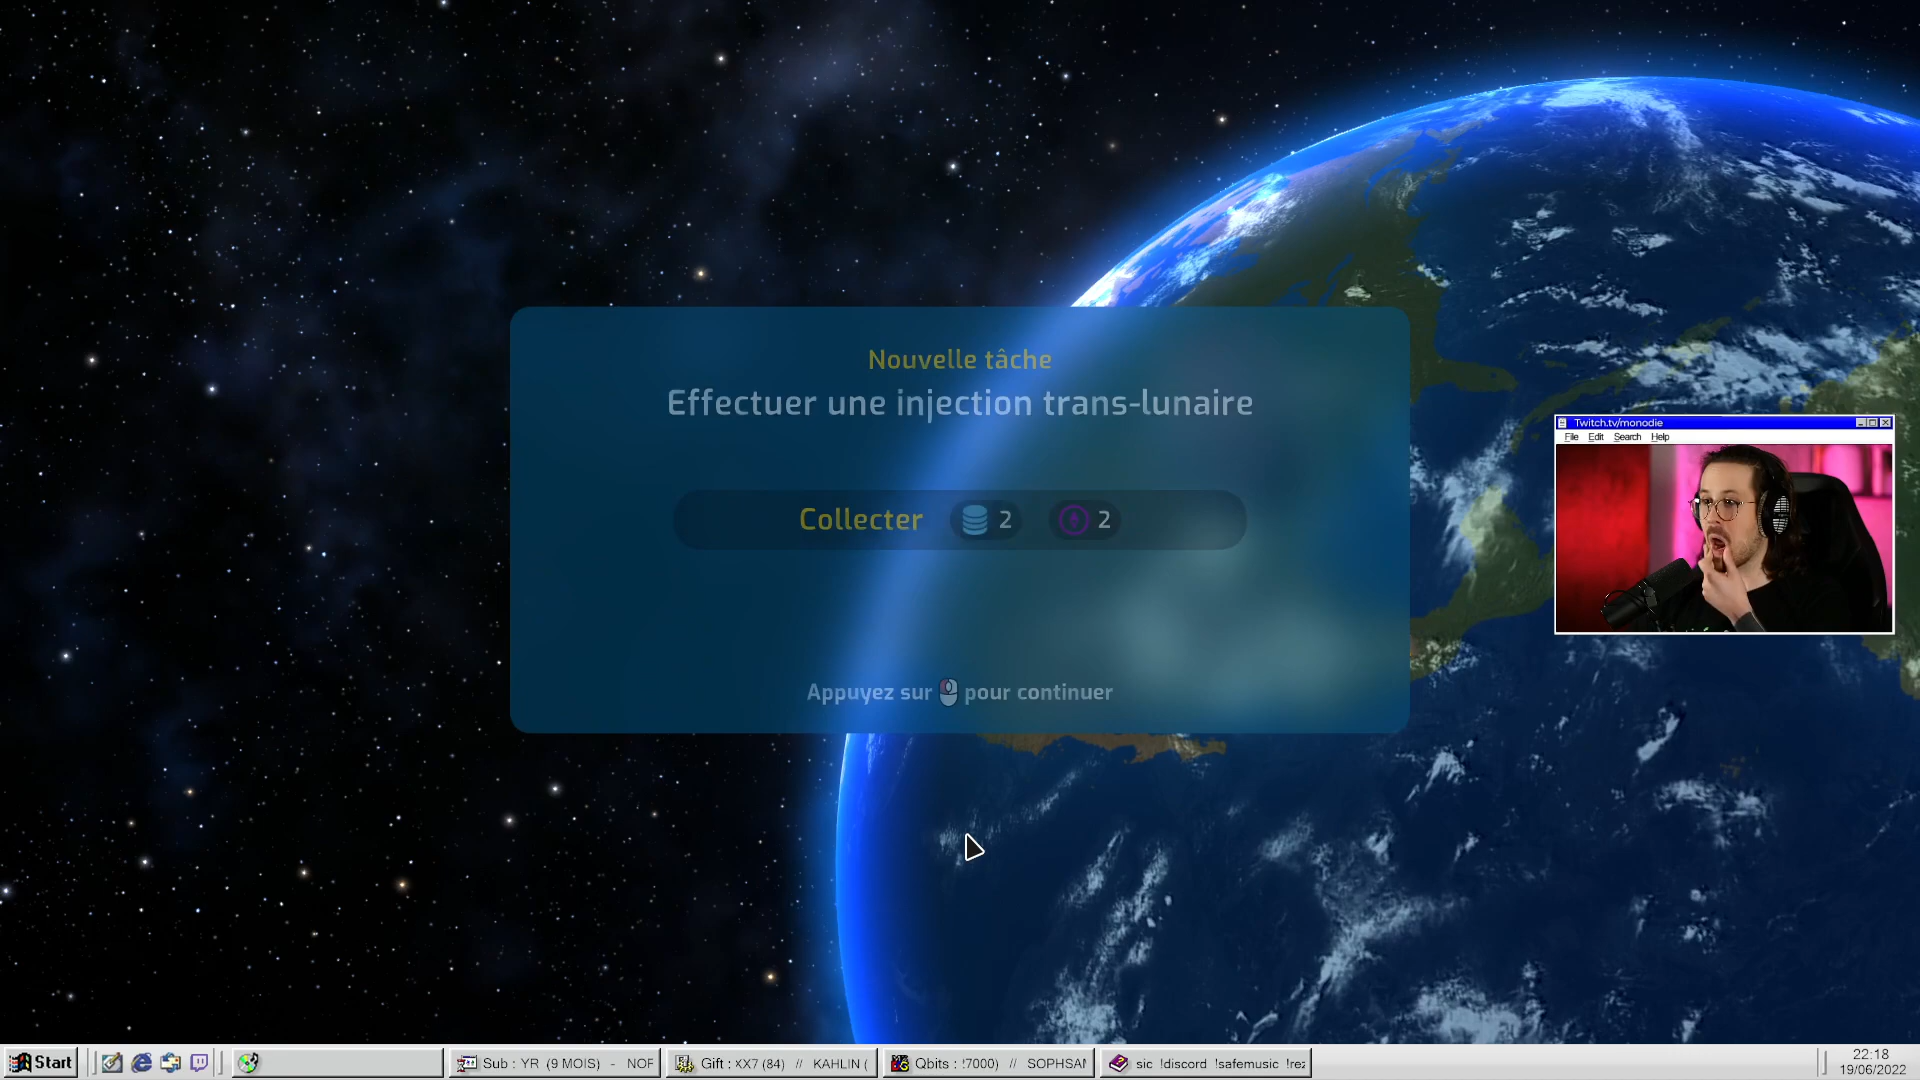 Nouvelle tâche
Effectuer une injection trans-lunaire
Collecter 2 2
Appuyez sur pour continuer
Twitch.tv/monodie
File Edit Search Help
Start
Sub : YR (9 MOIS) - NOF
Gift : XX7 (84) // KAHLIN (
Qbits : !7000) // SOPHSAM
sic !discord !safemusic !rez
22:18
19/06/2022